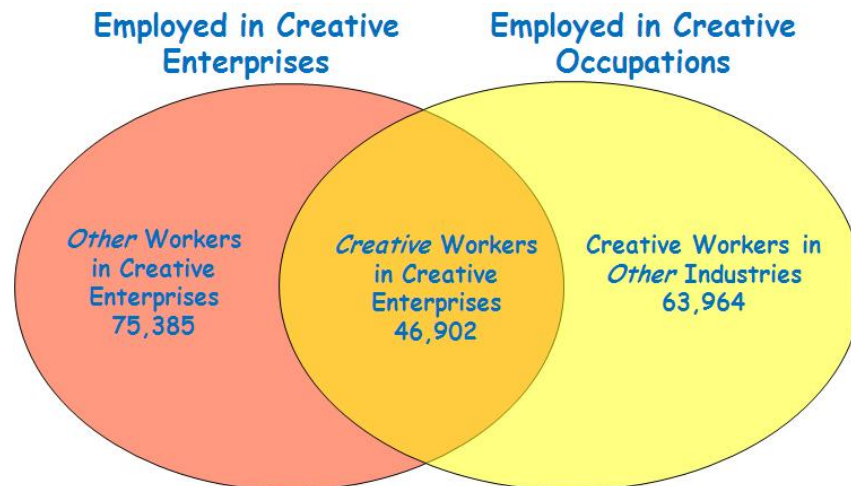 Employed in Creative
Enterprises
Employed in Creative
Occupations
Other Workers
in Creative
Enterprises
75,385
Creative Workers
in Creative
Enterprises
46,902
Creative Workers in
Other Industries
63,964